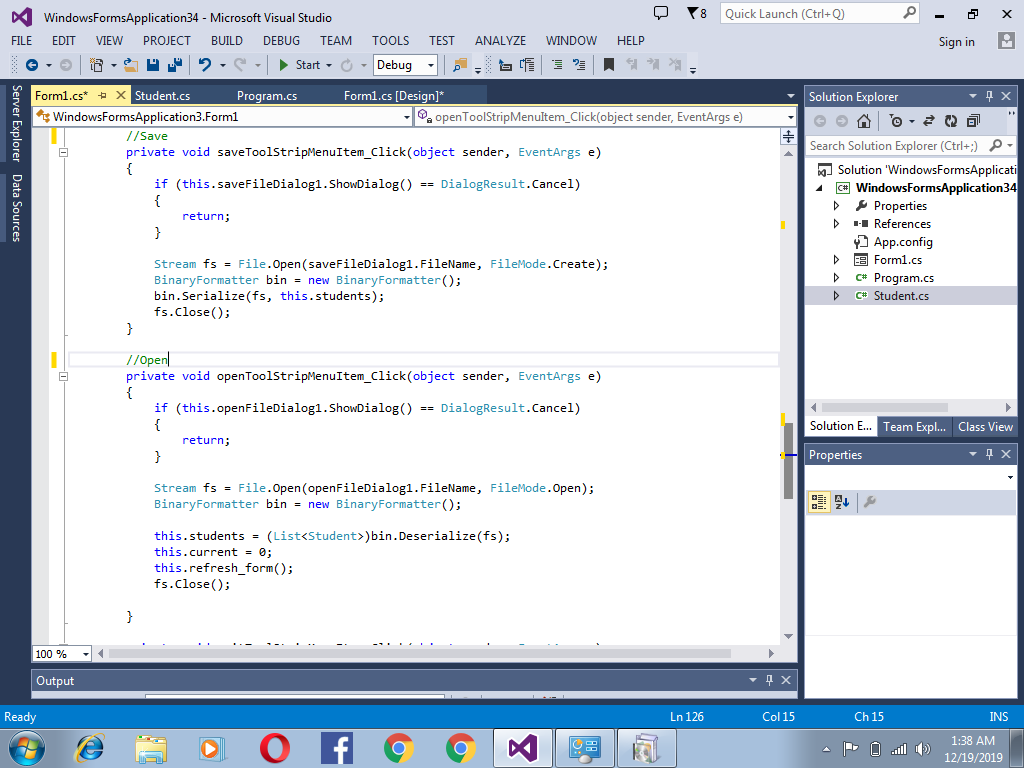 WindowsFormsApplication34 - Microsoft Visual Studio
8
Quick Launch (Ctrl+Q)
FILE EDIT VIEW PROJECT BUILD DEBUG TEAM TOOLS TEST ANALYZE WINDOW HELP
Sign in
Start
Debug
Server Explorer
Data Sources
Form1.cs* Student.cs Program.cs Form1.cs [Design]*
WindowsFormsApplication3.Form1
openToolStripMenuItem_Click(object sender, EventArgs e)
//Save
private void saveToolStripMenuItem_Click(object sender, EventArgs e)
{
if (this.saveFileDialog1.ShowDialog() == DialogResult.Cancel)
{
return;
}
Stream fs = File.Open(saveFileDialog1.FileName, FileMode.Create);
BinaryFormatter bin = new BinaryFormatter();
bin.Serialize(fs, this.students);
fs.Close();
}
//Open
private void openToolStripMenuItem_Click(object sender, EventArgs e)
{
if (this.openFileDialog1.ShowDialog() == DialogResult.Cancel)
{
return;
}
Stream fs = File.Open(openFileDialog1.FileName, FileMode.Open);
BinaryFormatter bin = new BinaryFormatter();
this.students = (List<Student>)bin.Deserialize(fs);
this.current = 0;
this.refresh_form();
fs.Close();
}
100 %
Output
Solution Explorer
Search Solution Explorer (Ctrl+;)
Solution 'WindowsFormsApplicati
C# WindowsFormsApplication34
Properties
References
App.config
Form1.cs
C# Program.cs
C# Student.cs
Solution E... Team Expl... Class View
Properties
Ready
Ln 126
Col 15
Ch 15
INS
1:38 AM
12/19/2019